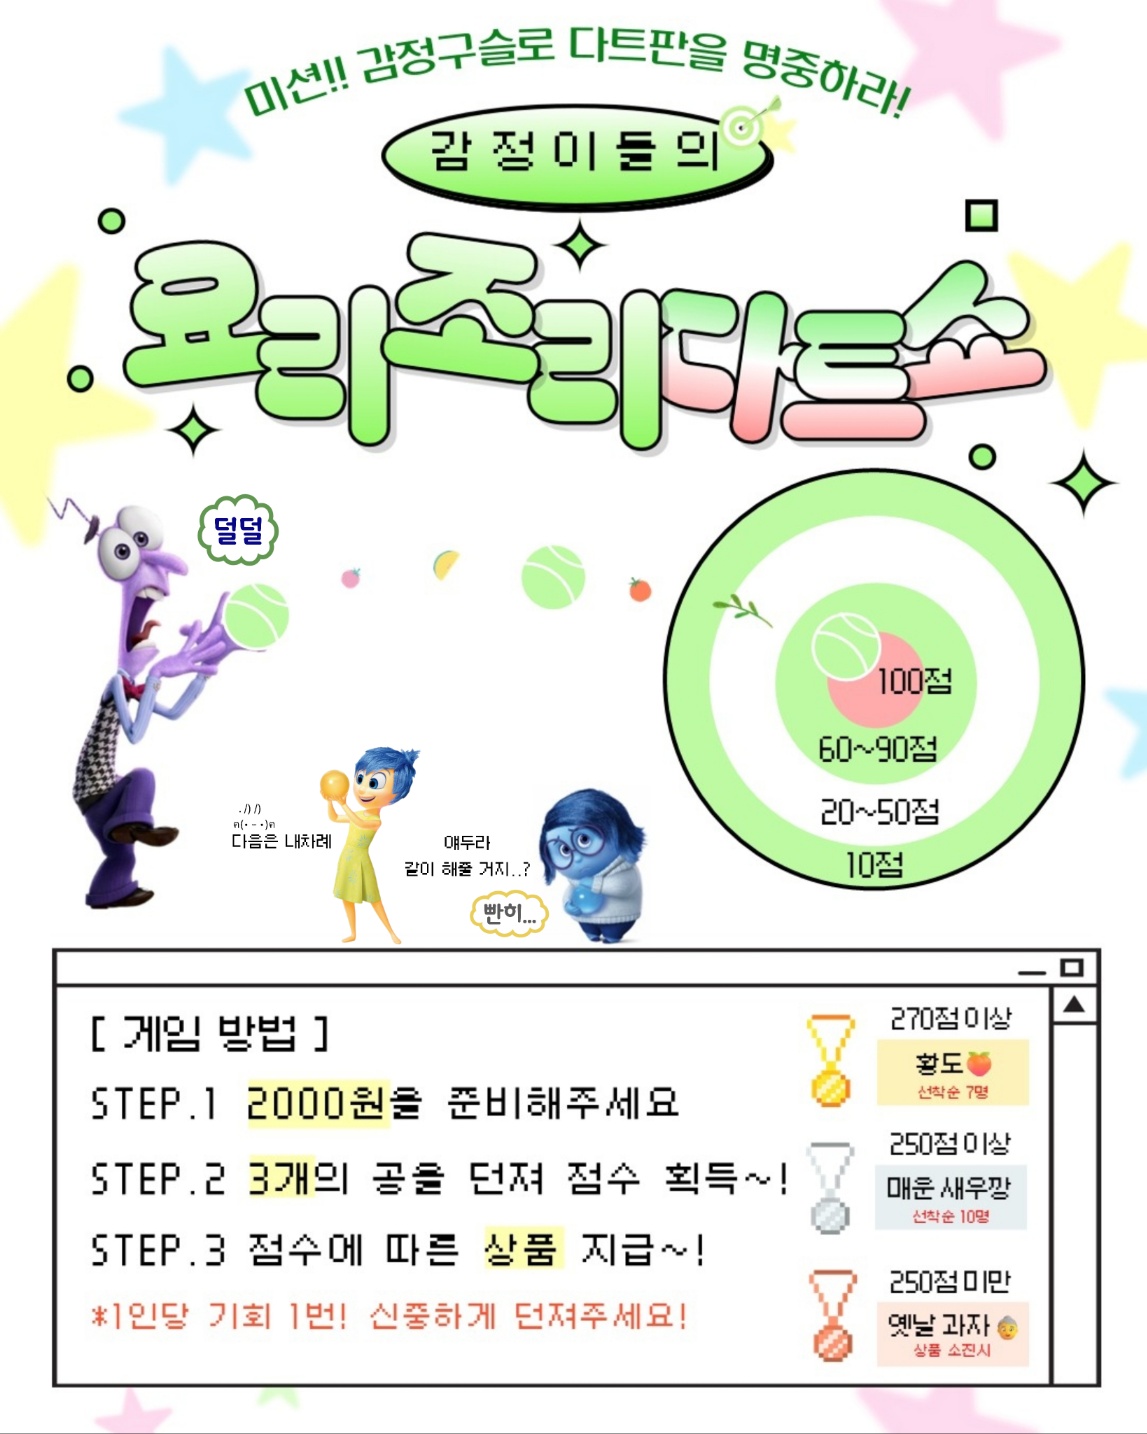 미션!! 감정구슬로 다트판을 명중하라!
감정이들의
요리조리다트쇼
덜덜
100점
60~90점
20~50점
10점
다음은 내차례
얘두라
같이 해줄 거지..?
빤히...
[ 게임 방법 ]
STEP.1 2000원을 준비해주세요
STEP.2 3개의 공을 던져 점수 획득~!
STEP.3 점수에 따른 상품 지급~!
*1인당 기회 1번! 신중하게 던져주세요!
270점 이상
황도🍑
선착순 7명
250점 이상
매운 새우깡
선착순 10명
250점 미만
옛날 과자👵
상품 소진시